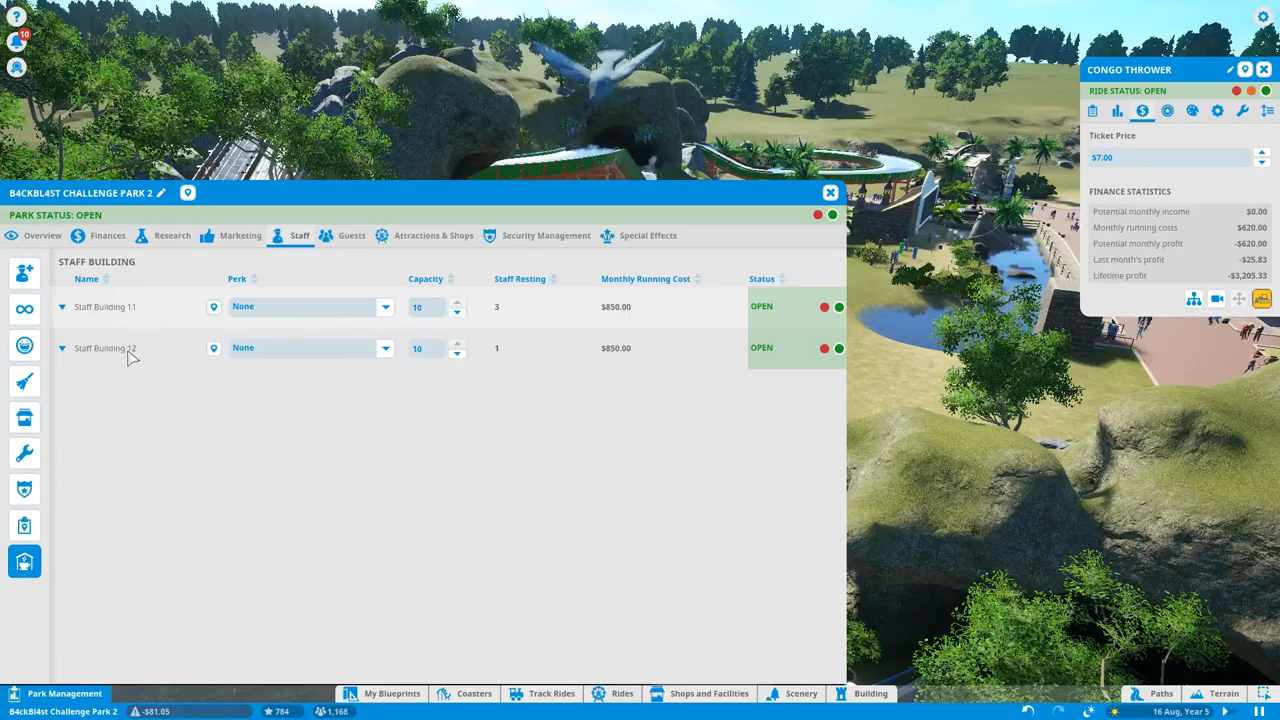 10
CONGO THROWER
RIDE STATUS: OPEN
Ticket Price
$7.00
FINANCE STATISTICS
Potential monthly income $0.00
Monthly running costs $620.00
Potential monthly profit -$620.00
Last month's profit -$25.83
Lifetime profit -$3,205.33
B4CKBL4ST CHALLENGE PARK 2
PARK STATUS: OPEN
Overview Finances Research Marketing Staff Guests Attractions & Shops Security Management Special Effects
STAFF BUILDING
Name Perk Capacity Staff Resting Monthly Running Cost Status
Staff Building 11 None 10 3 $850.00 OPEN
Staff Building 12 None 10 1 $850.00 OPEN
Park Management My Blueprints Coasters Track Rides Rides Shops and Facilities Scenery Building Paths Terrain
B4ckBl4st Challenge Park 2 -$81.05 784 1,168 16 Aug, Year 5